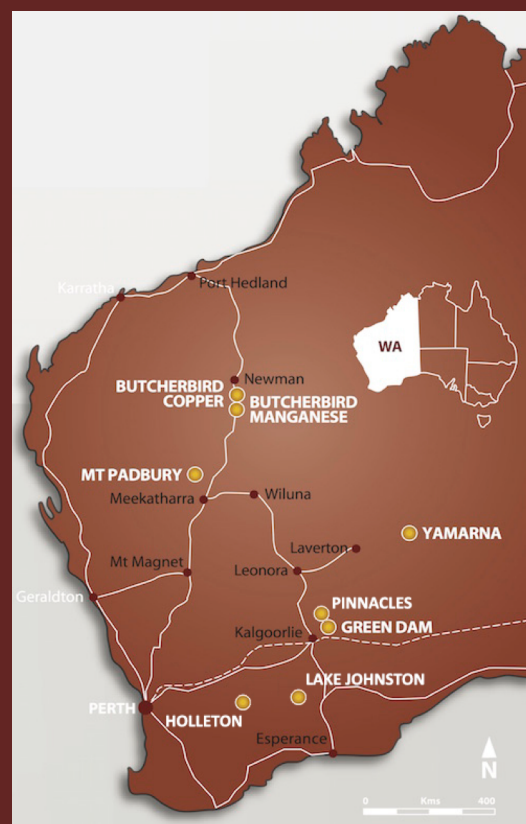 Karratha
Port Hedland
WA
Newman
BUTCHERBIRD
COPPER
BUTCHERBIRD
MANGANESE
MT PADBURY
Meekatharra
Wiluna
YAMARNA
Laverton
Mt Magnet
Leonora
Geraldton
PINNACLES
GREEN DAM
Kalgoorlie
LAKE JOHNSTON
PERTH
HOLLETON
Esperance
N
0 Kms 400